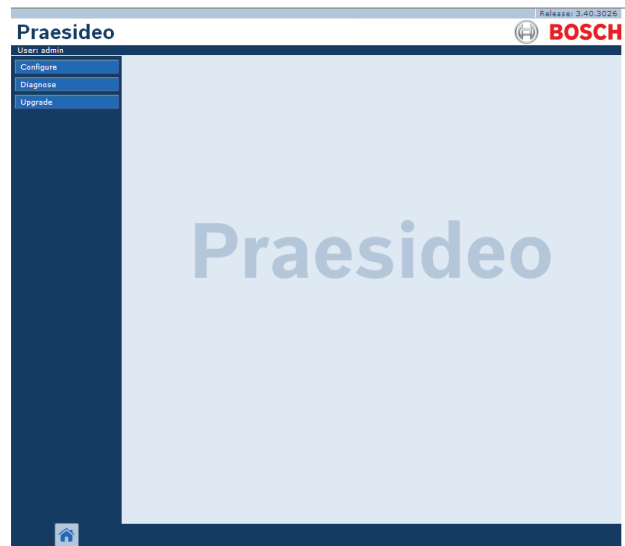 Release: 3.40.3026
Praesideo
BOSCH
User: admin
Configure
Diagnose
Upgrade
Praesideo